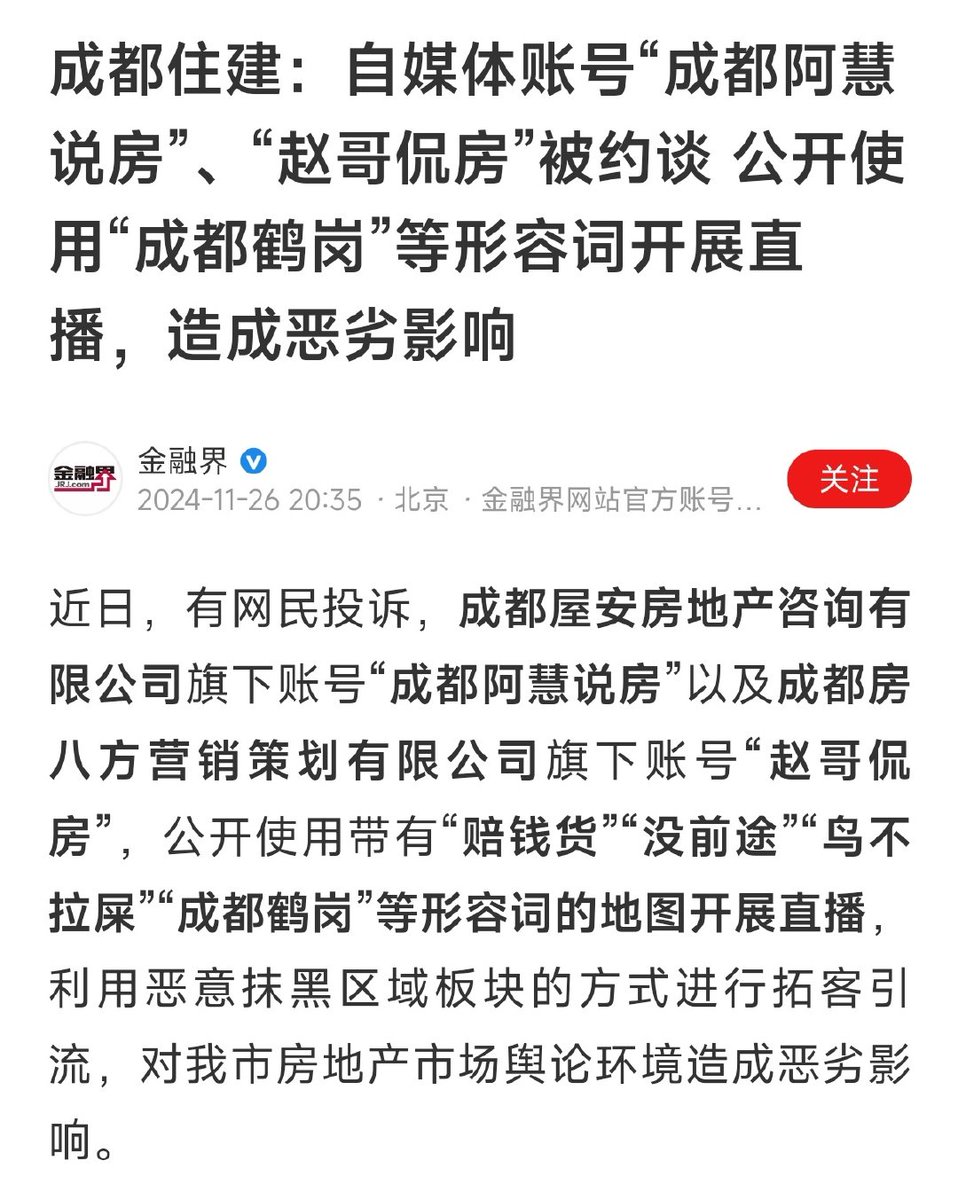 成都住建：自媒体账号“成都阿慧
说房”、“赵哥侃房”被约谈 公开使
用“成都鹤岗”等形容词开展直
播，造成恶劣影响
金融界
JRJ.com
金融界
2024-11-26 20:35 · 北京 · 金融界网站官方账号...
关注
近日，有网民投诉，成都屋安房地产咨询有
限公司旗下账号“成都阿慧说房”以及成都房
八方营销策划有限公司旗下账号“赵哥侃
房”，公开使用带有“赔钱货”“没前途”“鸟不
拉屎”“成都鹤岗”等形容词的地图开展直播，
利用恶意抹黑区域板块的方式进行拓客引
流，对我市房地产市场舆论环境造成恶劣影
响。